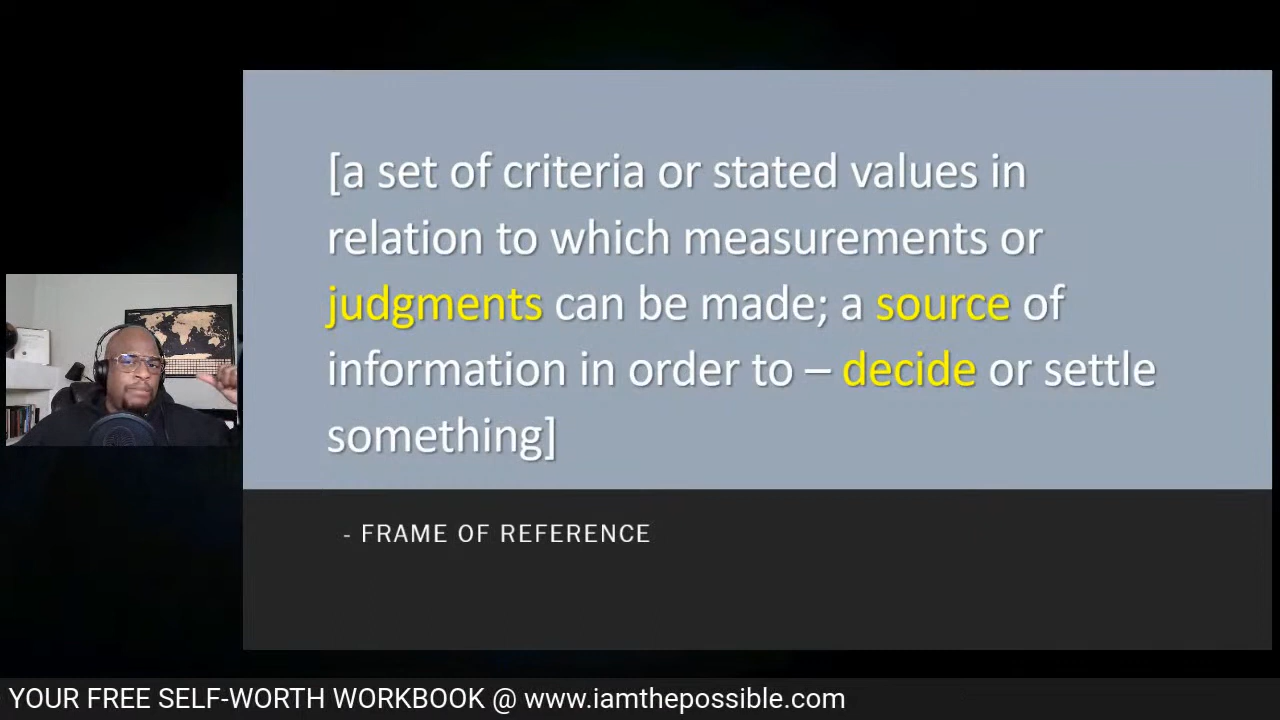 [a set of criteria or stated values in
relation to which measurements or
judgments can be made; a source of
information in order to – decide or settle
something]
- FRAME OF REFERENCE
YOUR FREE SELF-WORTH WORKBOOK @ www.iamthepossible.com